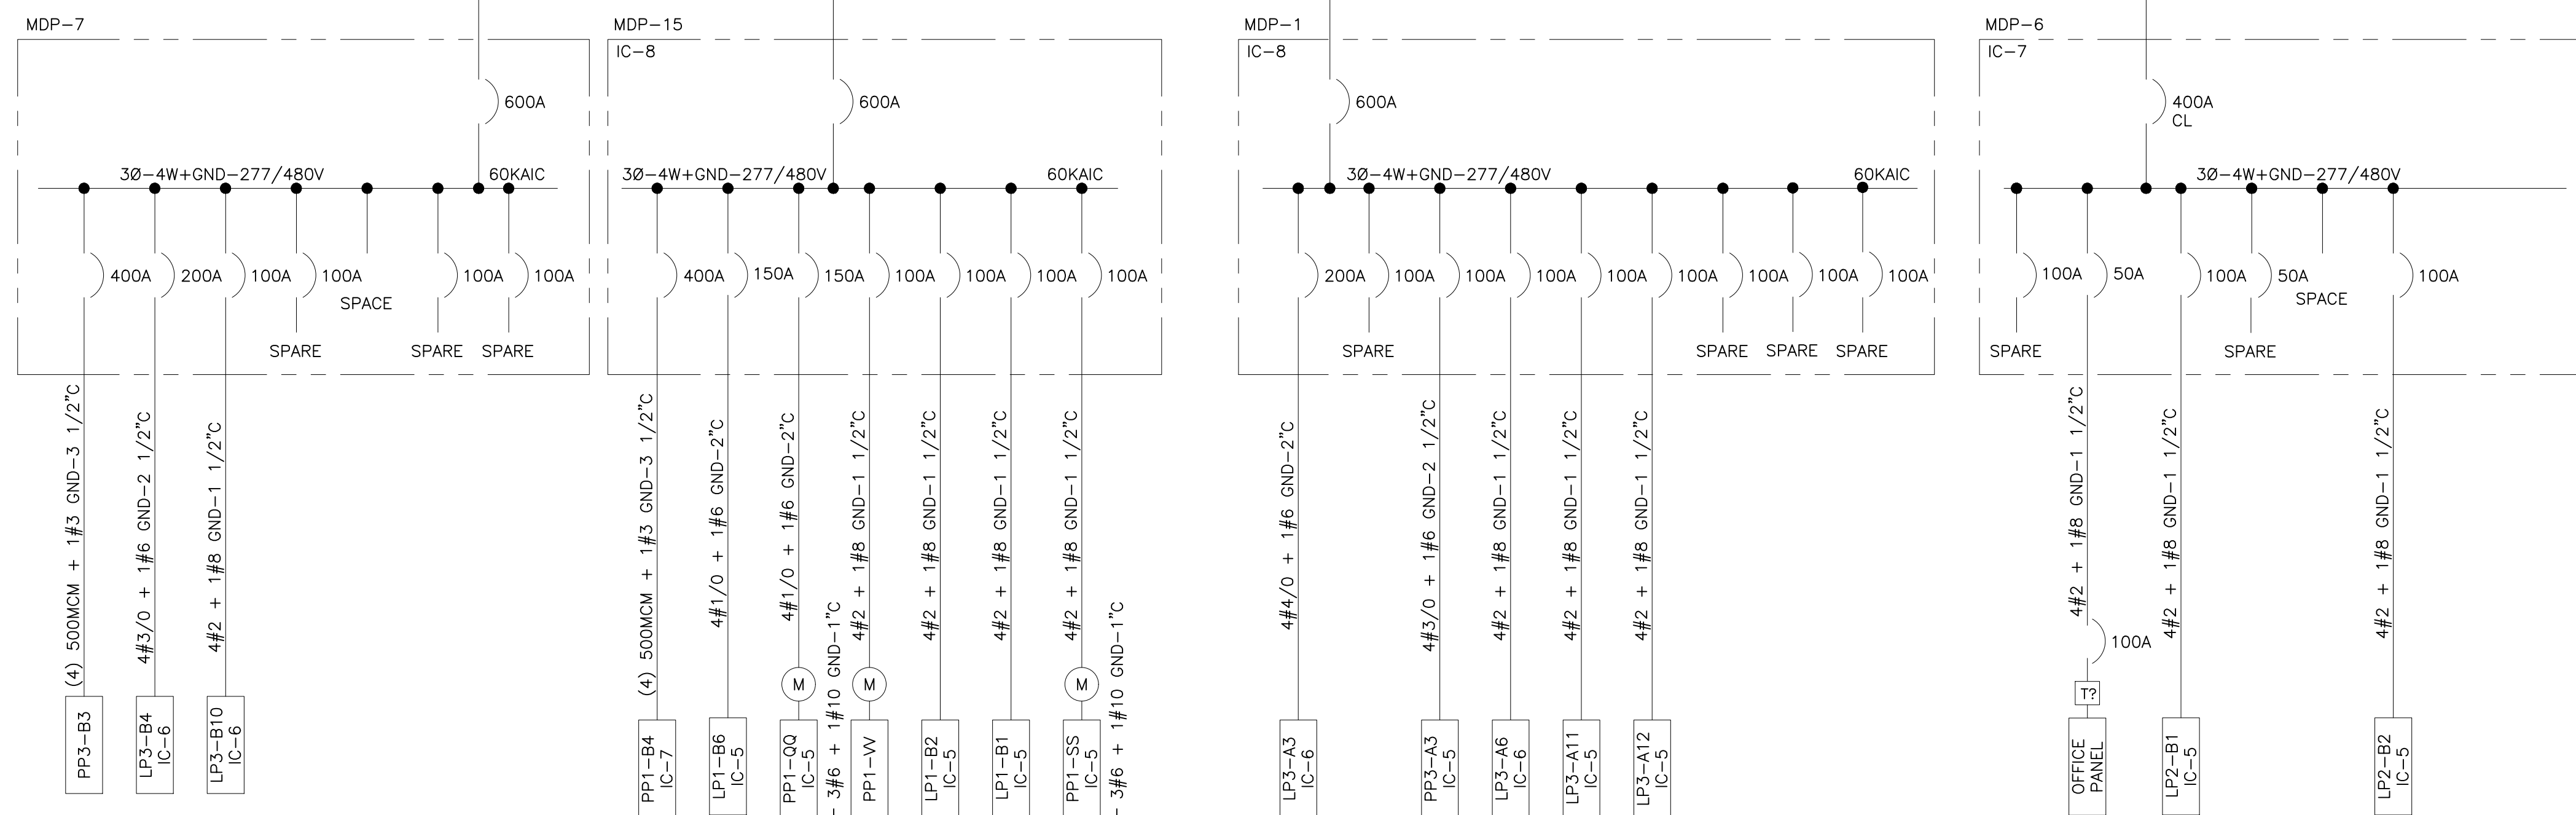 MDP-7
600A
3Ø-4W+GND-277/480V
60KAIC
400A
200A
100A
100A
100A
100A
SPACE
SPARE
SPARE
SPARE
(4) 500MCM + 1#3 GND-3 1/2"C
4#3/0 + 1#6 GND-2 1/2"C
4#2 + 1#8 GND-1 1/2"C
PP3-B3
LP3-B4
IC-6
LP3-B10
IC-6
MDP-15
IC-8
600A
3Ø-4W+GND-277/480V
60KAIC
400A
150A
150A
100A
100A
100A
100A
(4) 500MCM + 1#3 GND-3 1/2"C
4#1/0 + 1#6 GND-2"C
4#1/0 + 1#6 GND-2"C
4#2 + 1#8 GND-1 1/2"C
4#2 + 1#8 GND-1 1/2"C
4#2 + 1#8 GND-1 1/2"C
4#2 + 1#8 GND-1 1/2"C
M
M
M
- 3#6 + 1#10 GND-1"C
- 3#6 + 1#10 GND-1"C
PP1-B4
IC-7
LP1-B6
IC-5
PP1-QQ
IC-5
PP1-VV
LP1-B2
IC-5
LP1-B1
IC-5
PP1-SS
IC-5
MDP-1
IC-8
600A
3Ø-4W+GND-277/480V
60KAIC
200A
100A
100A
100A
100A
100A
100A
100A
100A
SPARE
SPARE
SPARE
SPARE
4#4/0 + 1#6 GND-2"C
4#3/0 + 1#6 GND-2 1/2"C
4#2 + 1#8 GND-1 1/2"C
4#2 + 1#8 GND-1 1/2"C
4#2 + 1#8 GND-1 1/2"C
LP3-A3
IC-6
PP3-A3
IC-5
LP3-A6
IC-6
LP3-A11
IC-5
LP3-A12
IC-5
MDP-6
IC-7
400A
CL
3Ø-4W+GND-277/480V
100A
50A
100A
50A
100A
SPACE
SPARE
SPARE
4#2 + 1#8 GND-1 1/2"C
4#2 + 1#8 GND-1 1/2"C
4#2 + 1#8 GND-1 1/2"C
100A
T?
OFFICE
PANEL
LP2-B1
IC-5
LP2-B2
IC-5